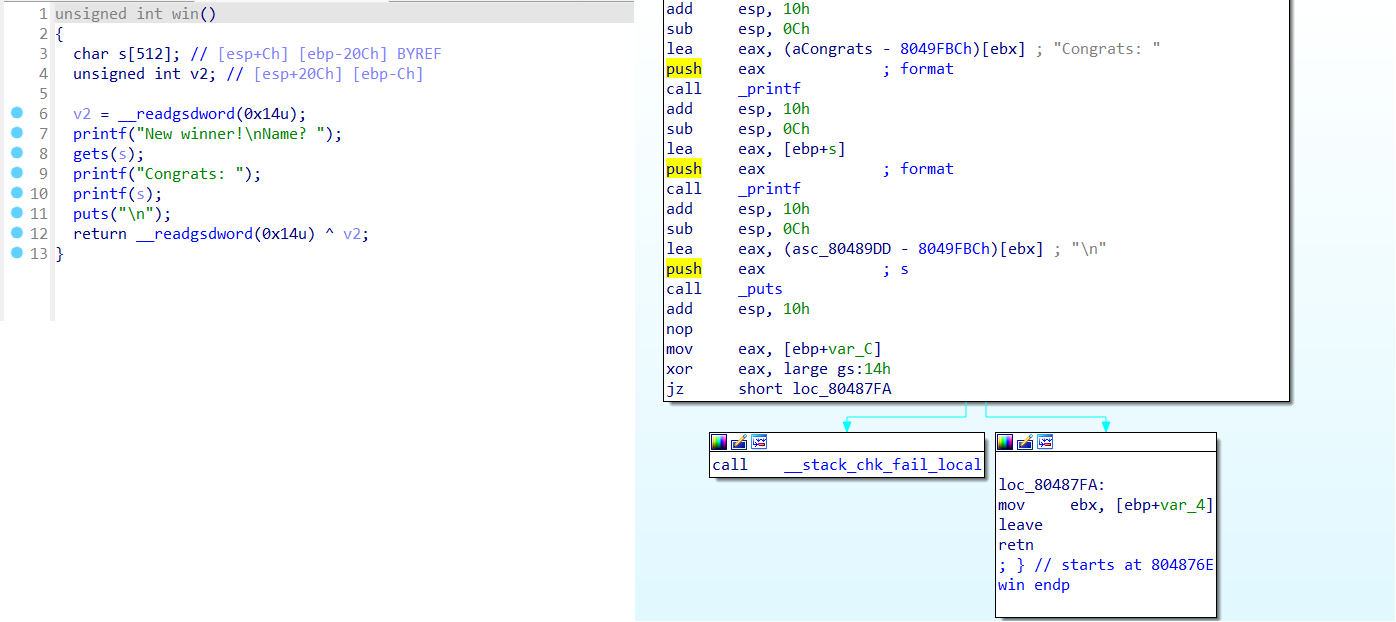 1 unsigned int win()
2 {
3   char s[512]; // [esp+Ch] [ebp-20Ch] BYREF
4   unsigned int v2; // [esp+20Ch] [ebp-Ch]
5
6   v2 = __readgsdword(0x14u);
7   printf("New winner!\nName? ");
8   gets(s);
9   printf("Congrats: ");
10   printf(s);
11   puts("\n");
12   return __readgsdword(0x14u) ^ v2;
13 }
add     esp, 10h
sub     esp, 0Ch
lea     eax, (aCongrats - 8049FBCh)[ebx] ; "Congrats: "
push    eax             ; format
call    _printf
add     esp, 10h
sub     esp, 0Ch
lea     eax, [ebp+s]
push    eax             ; format
call    _printf
add     esp, 10h
sub     esp, 0Ch
lea     eax, (asc_80489DD - 8049FBCh)[ebx] ; "\n"
push    eax             ; s
call    _puts
add     esp, 10h
nop
mov     eax, [ebp+var_C]
xor     eax, large gs:14h
jz      short loc_80487FA
call    __stack_chk_fail_local
loc_80487FA:
mov     ebx, [ebp+var_4]
leave
retn
; } // starts at 804876E
win endp